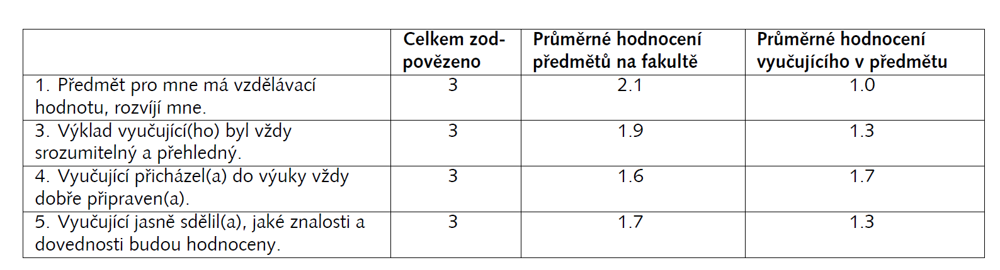 Celkem zod-
povězeno
Průměrné hodnocení
předmětů na fakultě
Průměrné hodnocení
vyučujícího v předmětu
1. Předmět pro mne má vzdělávací
hodnotu, rozvíjí mne.
3
2.1
1.0
3. Výklad vyučující(ho) byl vždy
srozumitelný a přehledný.
3
1.9
1.3
4. Vyučující přicházel(a) do výuky vždy
dobře připraven(a).
3
1.6
1.7
5. Vyučující jasně sdělil(a), jaké znalosti a
dovednosti budou hodnoceny.
3
1.7
1.3